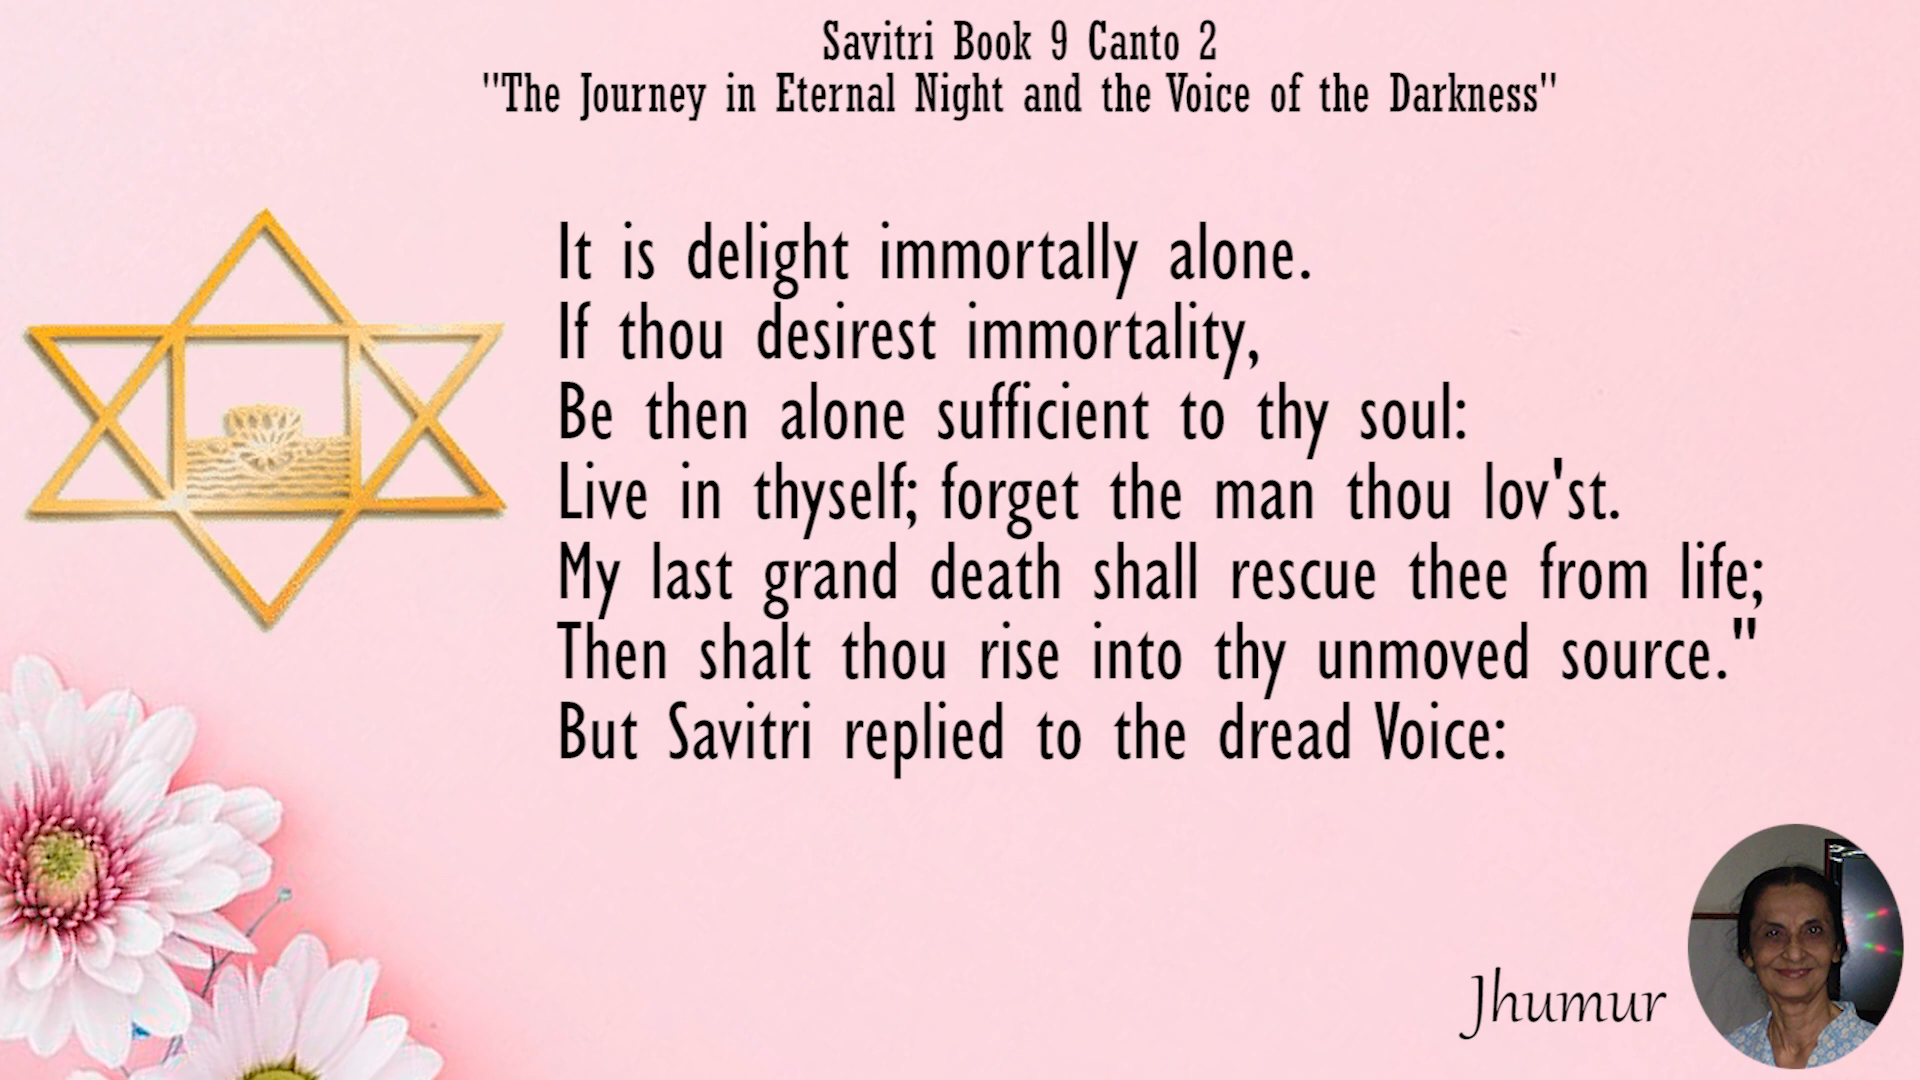 Savitri Book 9 Canto 2
"The Journey in Eternal Night and the Voice of the Darkness"
It is delight immortally alone.
If thou desirest immortality,
Be then alone sufficient to thy soul:
Live in thyself; forget the man thou lov'st.
My last grand death shall rescue thee from life;
Then shalt thou rise into thy unmoved source."
But Savitri replied to the dread Voice:
Jhumur